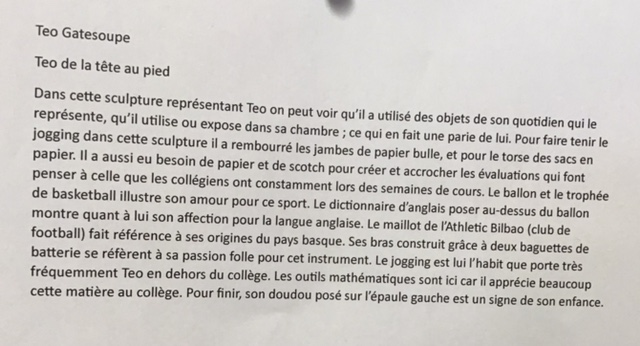 Teo Gatesoupe
Teo de la tête au pied
Dans cette sculpture représentant Teo on peut voir qu'il a utilisé des objets de son quotidien qui le
représente, qu'il utilise ou expose dans sa chambre ; ce qui en fait une parie de lui. Pour faire tenir le
jogging dans cette sculpture il a rembourré les jambes de papier bulle, et pour le torse des sacs en
papier. Il a aussi eu besoin de papier et de scotch pour créer et accrocher les évaluations qui font
penser à celle que les collégiens ont constamment lors des semaines de cours. Le ballon et le trophée
de basketball illustre son amour pour ce sport. Le dictionnaire d'anglais poser au-dessus du ballon
montre quant à lui son affection pour la langue anglaise. Le maillot de l'Athletic Bilbao (club de
football) fait référence à ses origines du pays basque. Ses bras construit grâce à deux baguettes de
batterie se réfèrent à sa passion folle pour cet instrument. Le jogging est lui l'habit que porte très
fréquemment Teo en dehors du collège. Les outils mathématiques sont ici car il apprécie beaucoup
cette matière au collège. Pour finir, son doudou posé sur l'épaule gauche est un signe de son enfance.